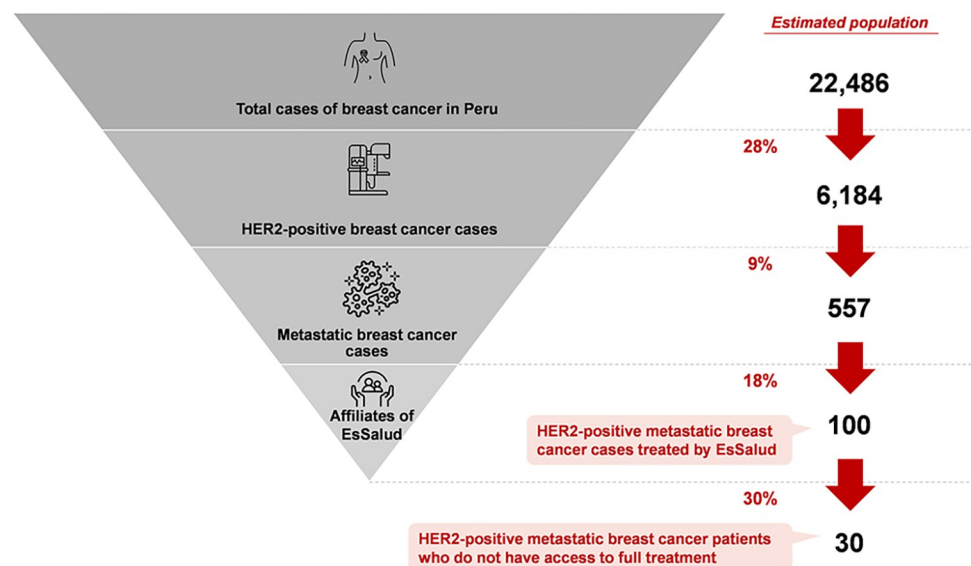 Estimated population
22,486
Total cases of breast cancer in Peru
28%
6,184
HER2-positive breast cancer cases
9%
557
Metastatic breast cancer
cases
18%
Affiliates of
EsSalud
100
HER2-positive metastatic breast
cancer cases treated by EsSalud
30%
HER2-positive metastatic breast cancer patients
who do not have access to full treatment
30